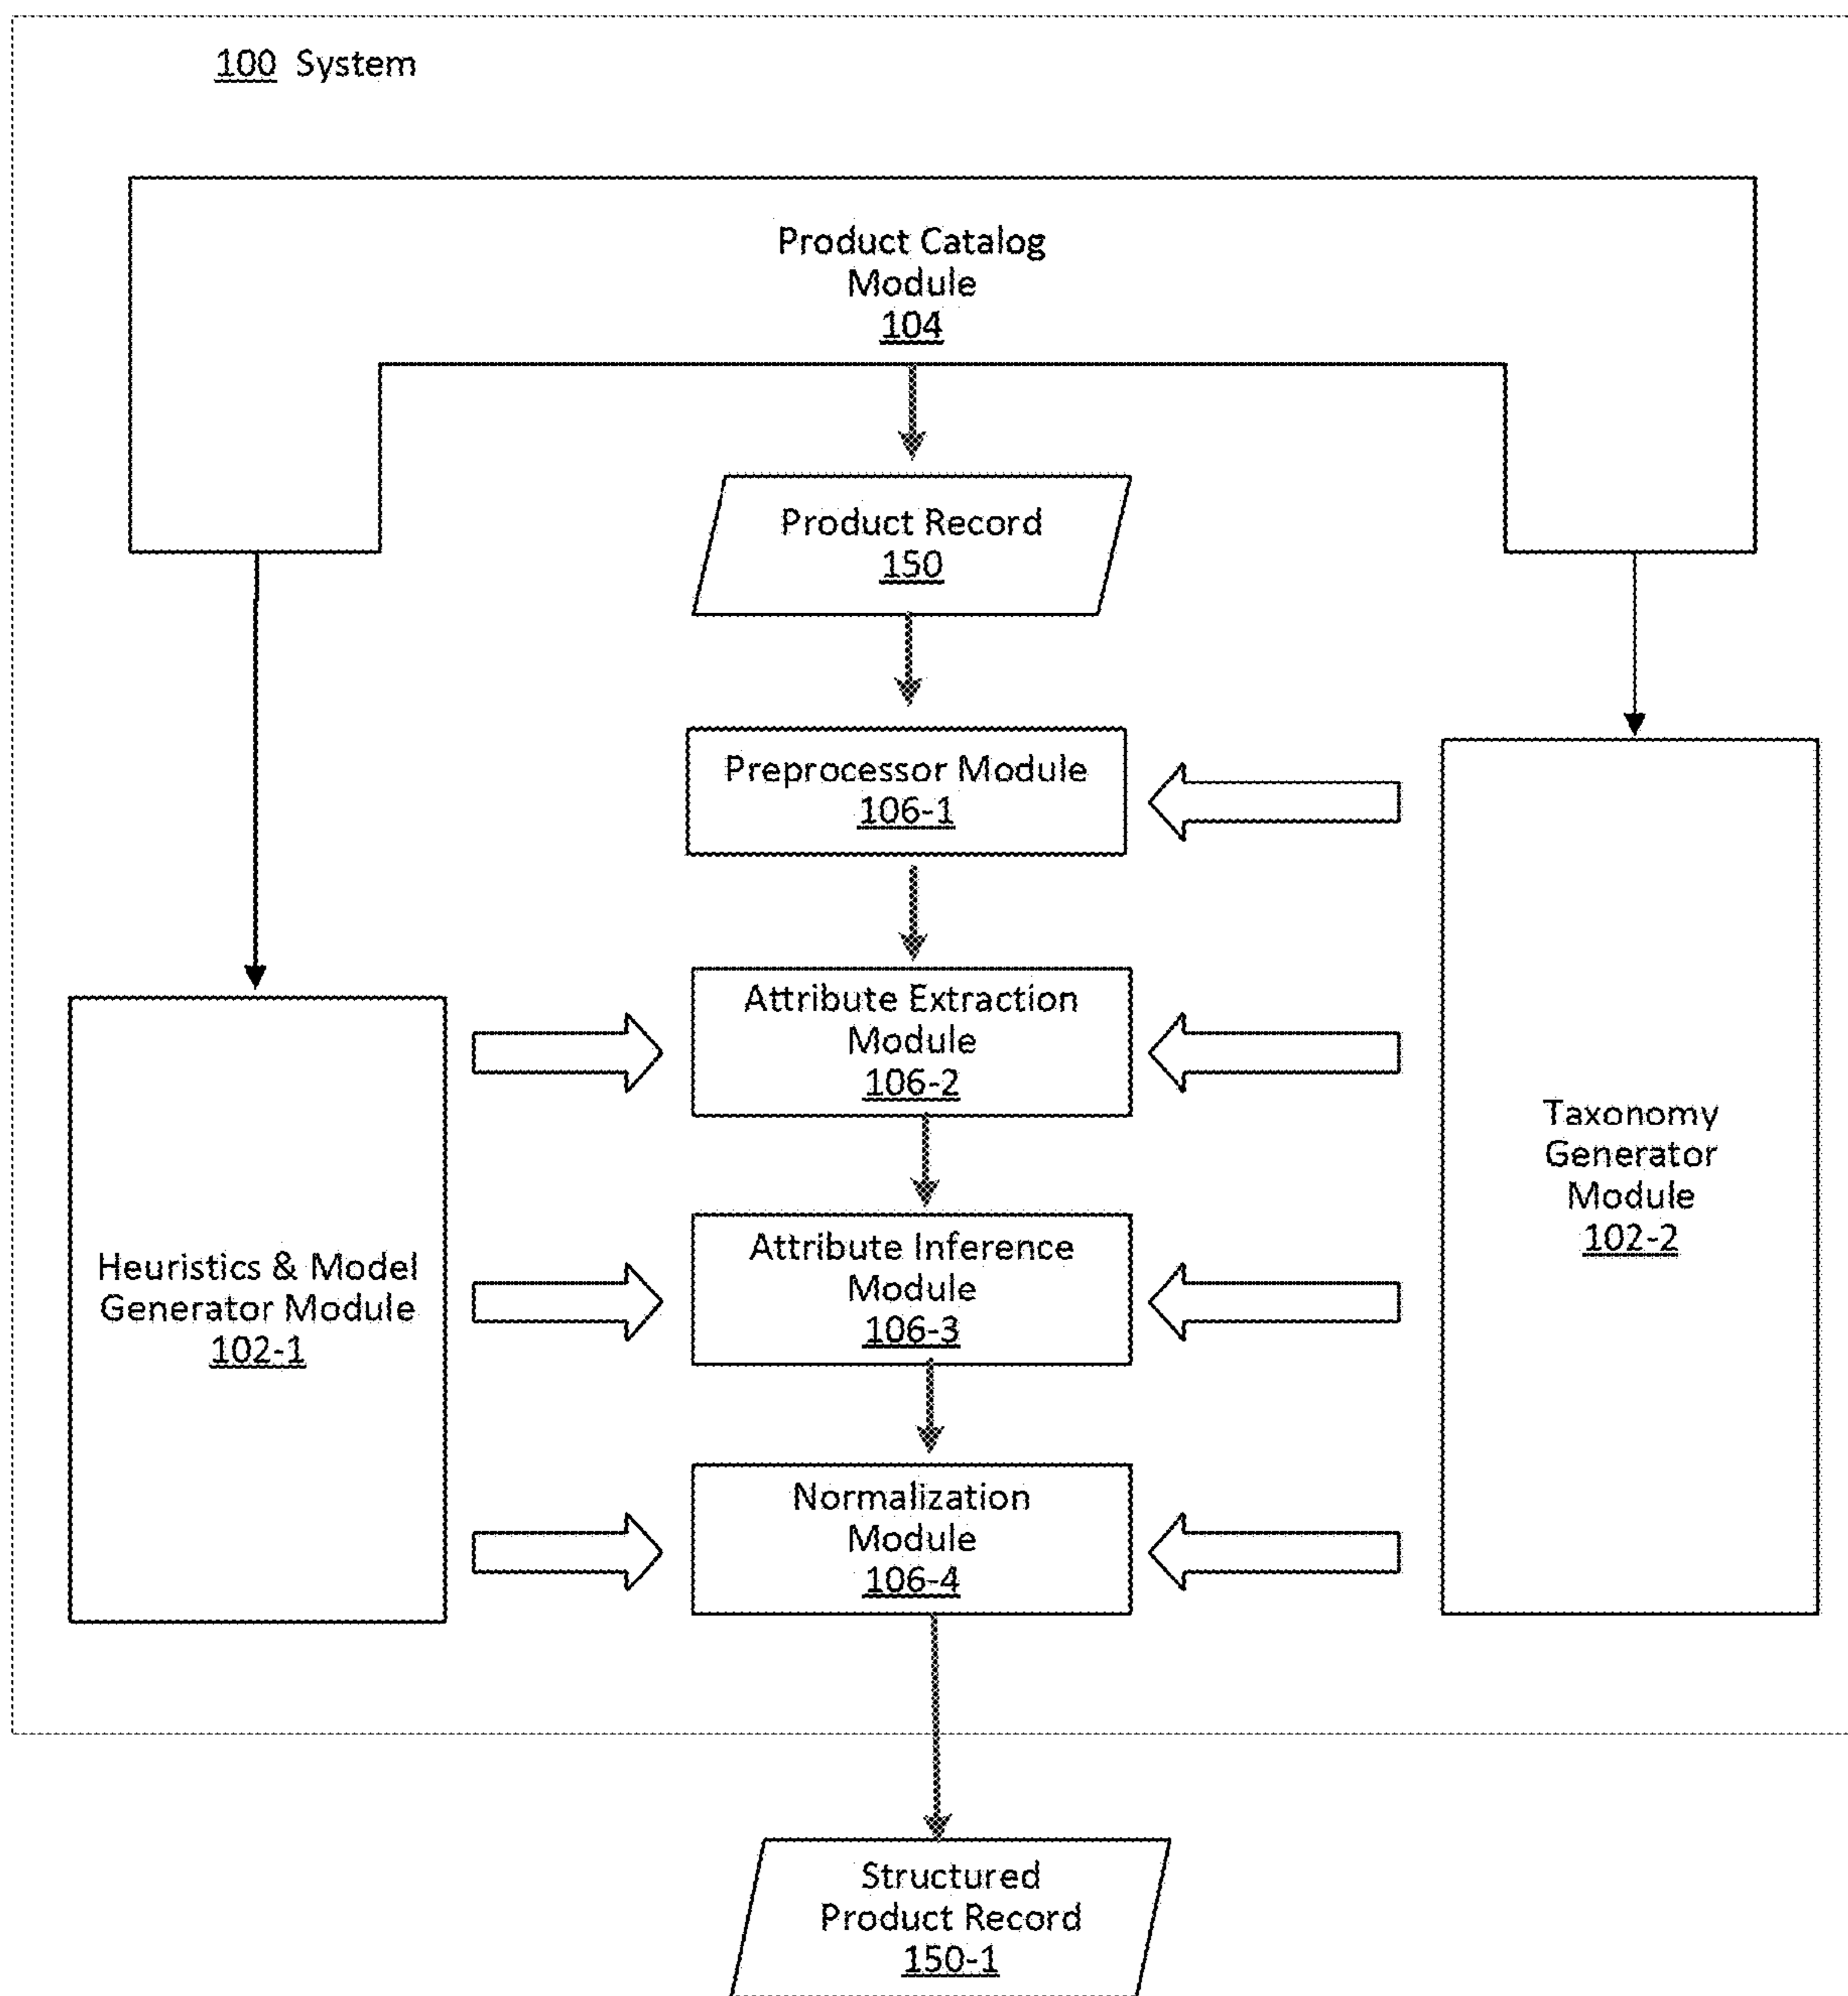 100 System
Product Catalog
Module
104
Product Record
150
Preprocessor Module
106-1
Attribute Extraction
Module
106-2
Taxonomy
Generator
Module
102-2
Heuristics & Model
Generator Module
102-1
Attribute Inference
Module
106-3
Normalization
Module
106-4
Structured
Product Record
150-1